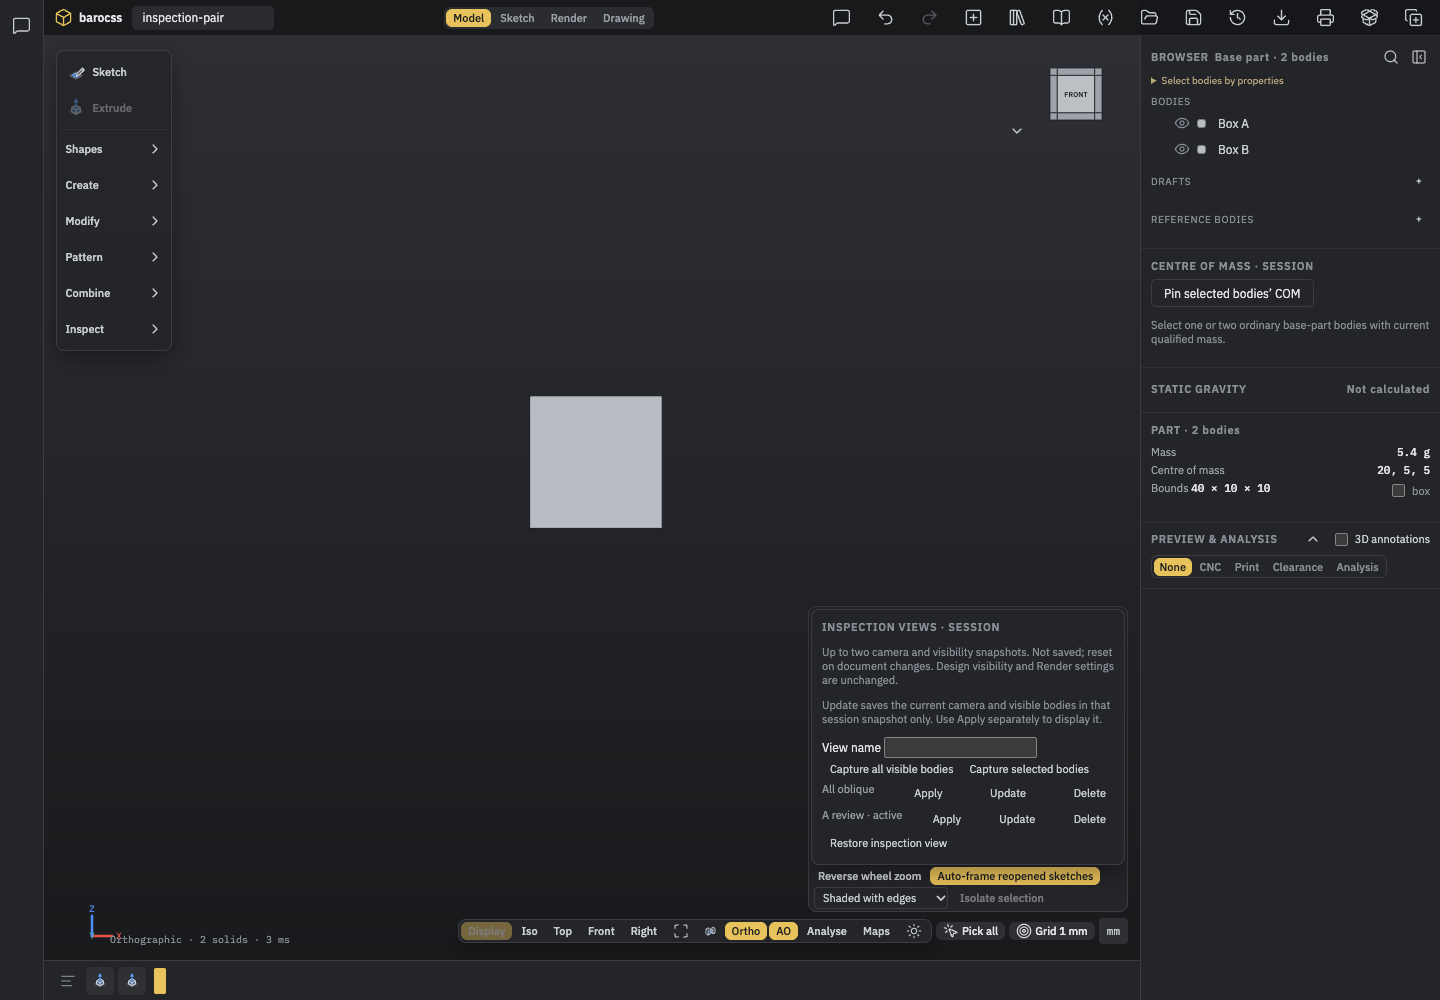 barocss
inspection-pair
Model
Sketch
Render
Drawing
Sketch
Extrude
Shapes
Create
Modify
Pattern
Combine
Inspect
FRONT
BROWSER Base part · 2 bodies
Select bodies by properties
BODIES
Box A
Box B
DRAFTS +
REFERENCE BODIES +
CENTRE OF MASS · SESSION
Pin selected bodies’ COM
Select one or two ordinary base-part bodies with current
qualified mass.
STATIC GRAVITY Not calculated
PART · 2 bodies
Mass 5.4 g
Centre of mass 20, 5, 5
Bounds 40 × 10 × 10 box
PREVIEW & ANALYSIS 3D annotations
None CNC Print Clearance Analysis
INSPECTION VIEWS · SESSION
Up to two camera and visibility snapshots. Not saved; reset
on document changes. Design visibility and Render settings
are unchanged.
Update saves the current camera and visible bodies in that
session snapshot only. Use Apply separately to display it.
View name
Capture all visible bodies Capture selected bodies
All oblique Apply Update Delete
A review · active Apply Update Delete
Restore inspection view
Reverse wheel zoom Auto-frame reopened sketches
Shaded with edges Isolate selection
Z
X
Orthographic · 2 solids · 3 ms
Display Iso Top Front Right Ortho AO Analyse Maps Pick all Grid 1 mm mm